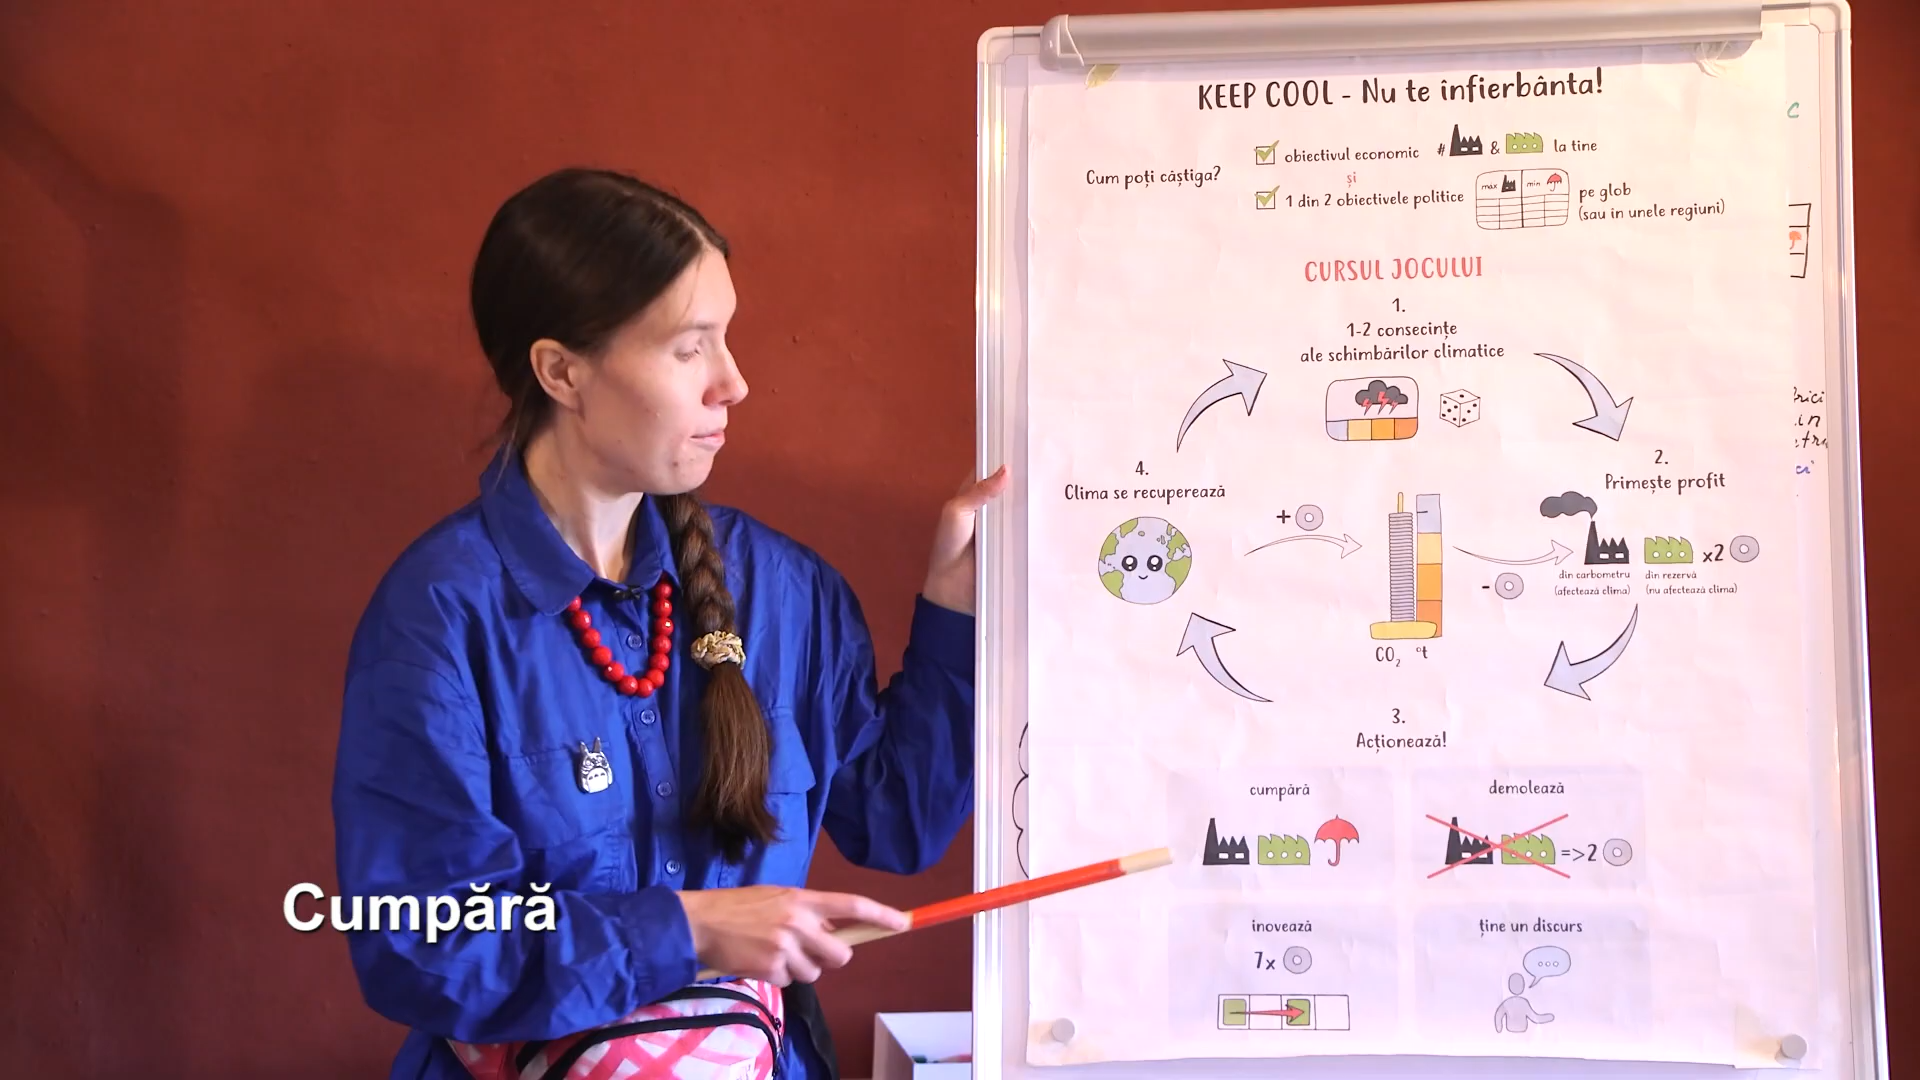 KEEP COOL - Nu te înfierbânta!
Cum poți câștiga?
obiectivul economic # & la tine
și
1 din 2 obiectivele politice
max min
pe glob
(sau in unele regiuni)
CURSUL JOCULUI
1.
1-2 consecințe
ale schimbărilor climatice
2.
Primește profit
x2
din carbometru
(afectează clima)
din rezervă
(nu afectează clima)
4.
Clima se recuperează
+
-
CO2 °t
3.
Acționează!
cumpără
demolează
=>2
inovează
7x
ține un discurs
Cumpără